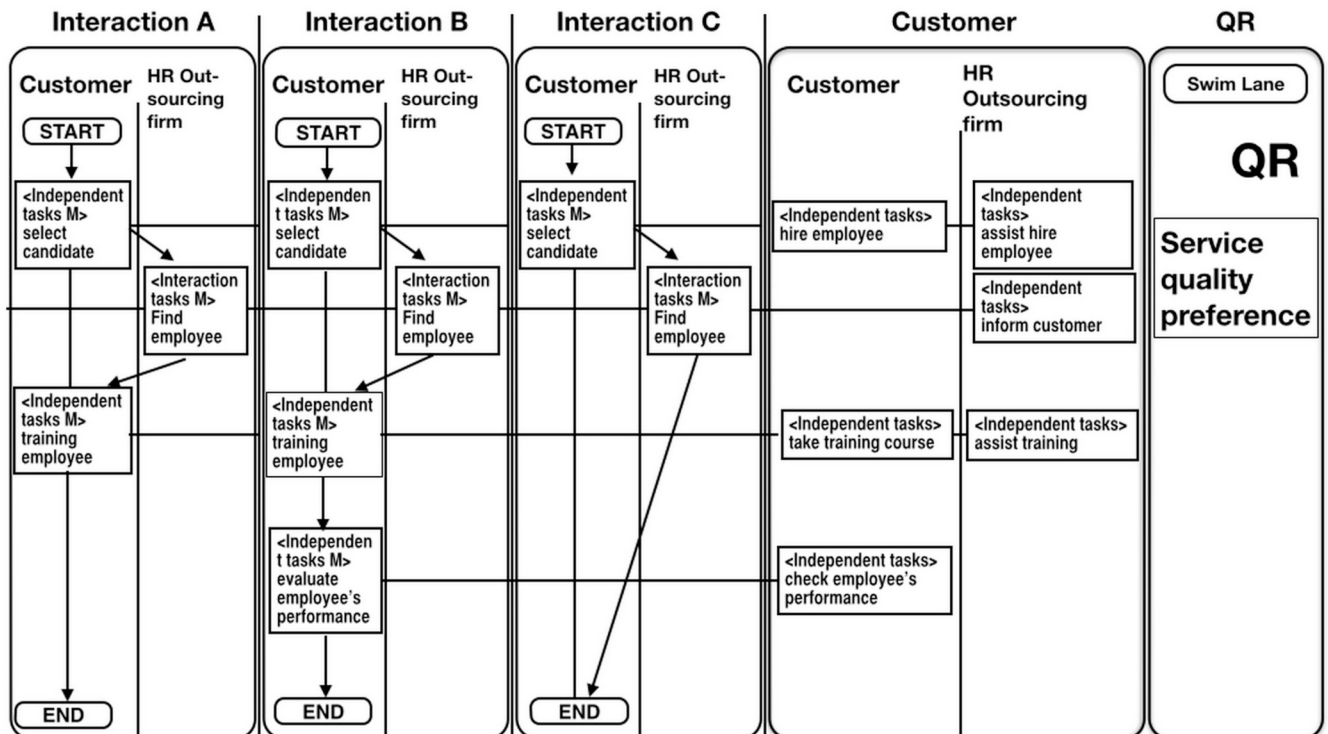 Interaction A
Interaction B
Interaction C
Customer
QR
Customer
HR Out-
sourcing
firm
START
<Independent
tasks M>
select
candidate
<Interaction
tasks M>
Find
employee
<Independent
tasks M>
training
employee
END
Customer
HR Out-
sourcing
firm
START
<Independen
t tasks M>
select
candidate
<Interaction
tasks M>
Find
employee
<Independent
tasks M>
training
employee
<Independen
t tasks M>
evaluate
employee's
performance
END
Customer
HR Out-
sourcing
firm
START
<Independent
tasks M>
select
candidate
<Interaction
tasks M>
Find
employee
END
Customer
HR
Outsourcing
firm
<Independent tasks>
hire employee
<Independent
tasks>
assist hire
employee
<Independent
tasks>
inform customer
<Independent tasks>
take training course
<Independent tasks>
assist training
<Independent tasks>
check employee's
performance
Swim Lane
QR
Service
quality
preference